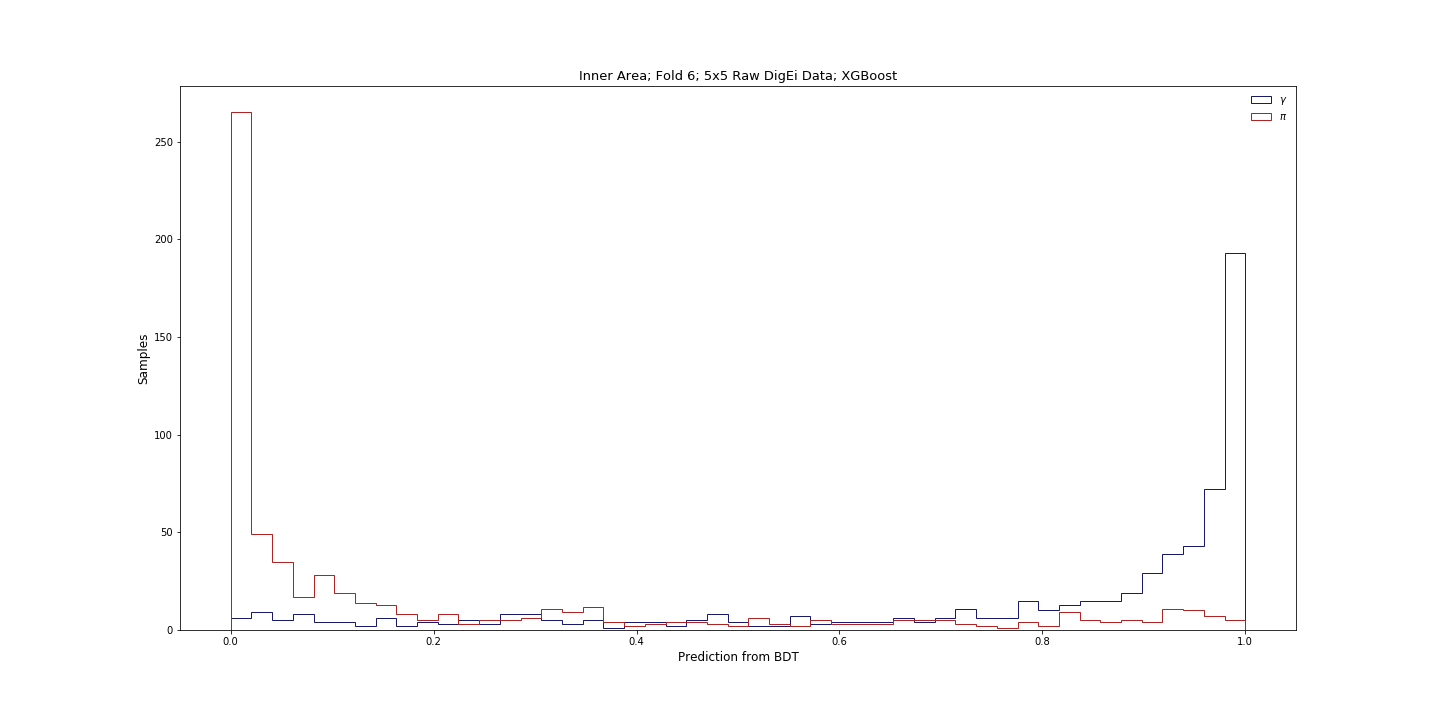 Inner Area; Fold 6; 5x5 Raw DigEi Data; XGBoost
γ
π
250
200
150
100
50
0
Samples
0.0 0.2 0.4 0.6 0.8 1.0
Prediction from BDT